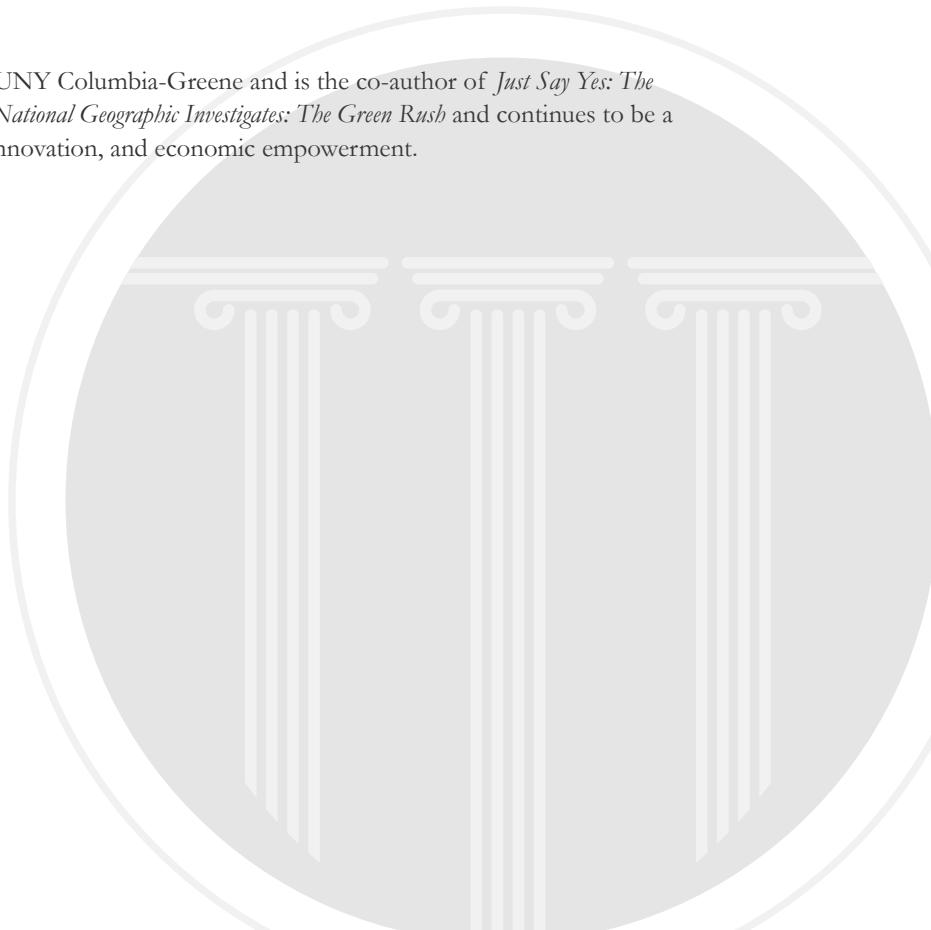 UNY Columbia-Greene and is the co-author of Just Say Yes: The
National Geographic Investigates: The Green Rush and continues to be a
nnovation, and economic empowerment.